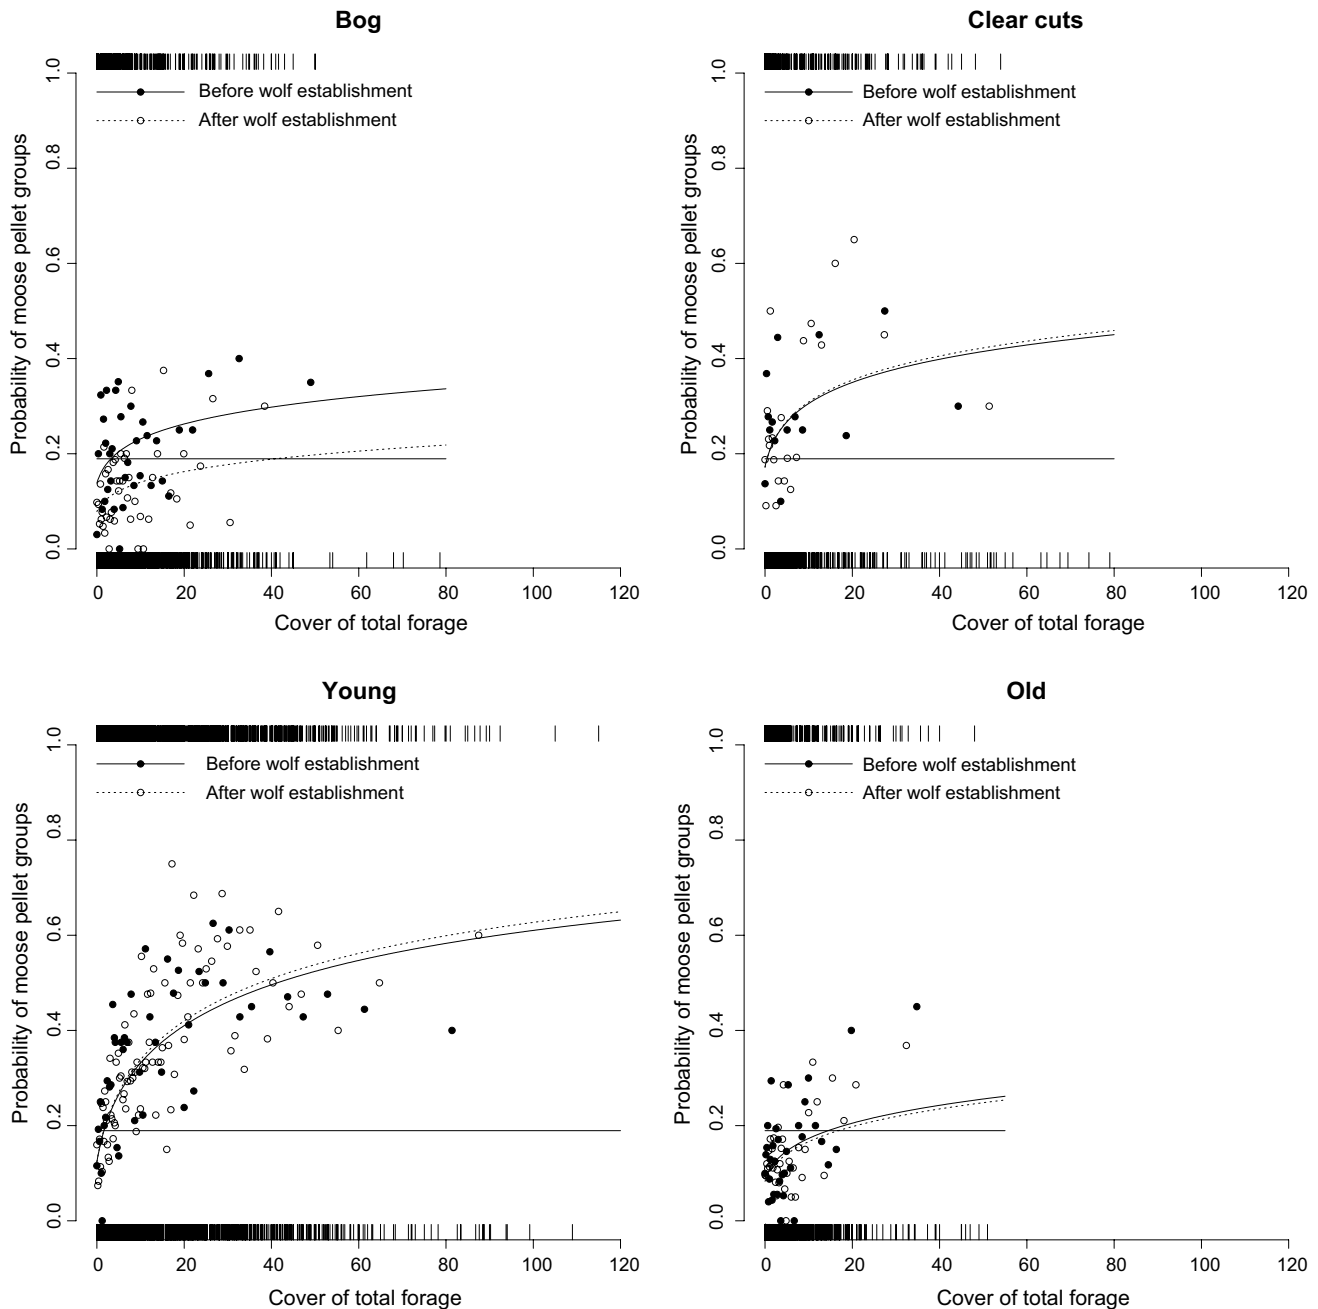 Bog
Probability of moose pellet groups
0.0 0.2 0.4 0.6 0.8 1.0
Before wolf establishment
After wolf establishment
0 20 40 60 80 100 120
Cover of total forage
Clear cuts
Probability of moose pellet groups
0.0 0.2 0.4 0.6 0.8 1.0
Before wolf establishment
After wolf establishment
0 20 40 60 80 100 120
Cover of total forage
Young
Probability of moose pellet groups
0.0 0.2 0.4 0.6 0.8 1.0
Before wolf establishment
After wolf establishment
0 20 40 60 80 100 120
Cover of total forage
Old
Probability of moose pellet groups
0.0 0.2 0.4 0.6 0.8 1.0
Before wolf establishment
After wolf establishment
0 20 40 60 80 100 120
Cover of total forage